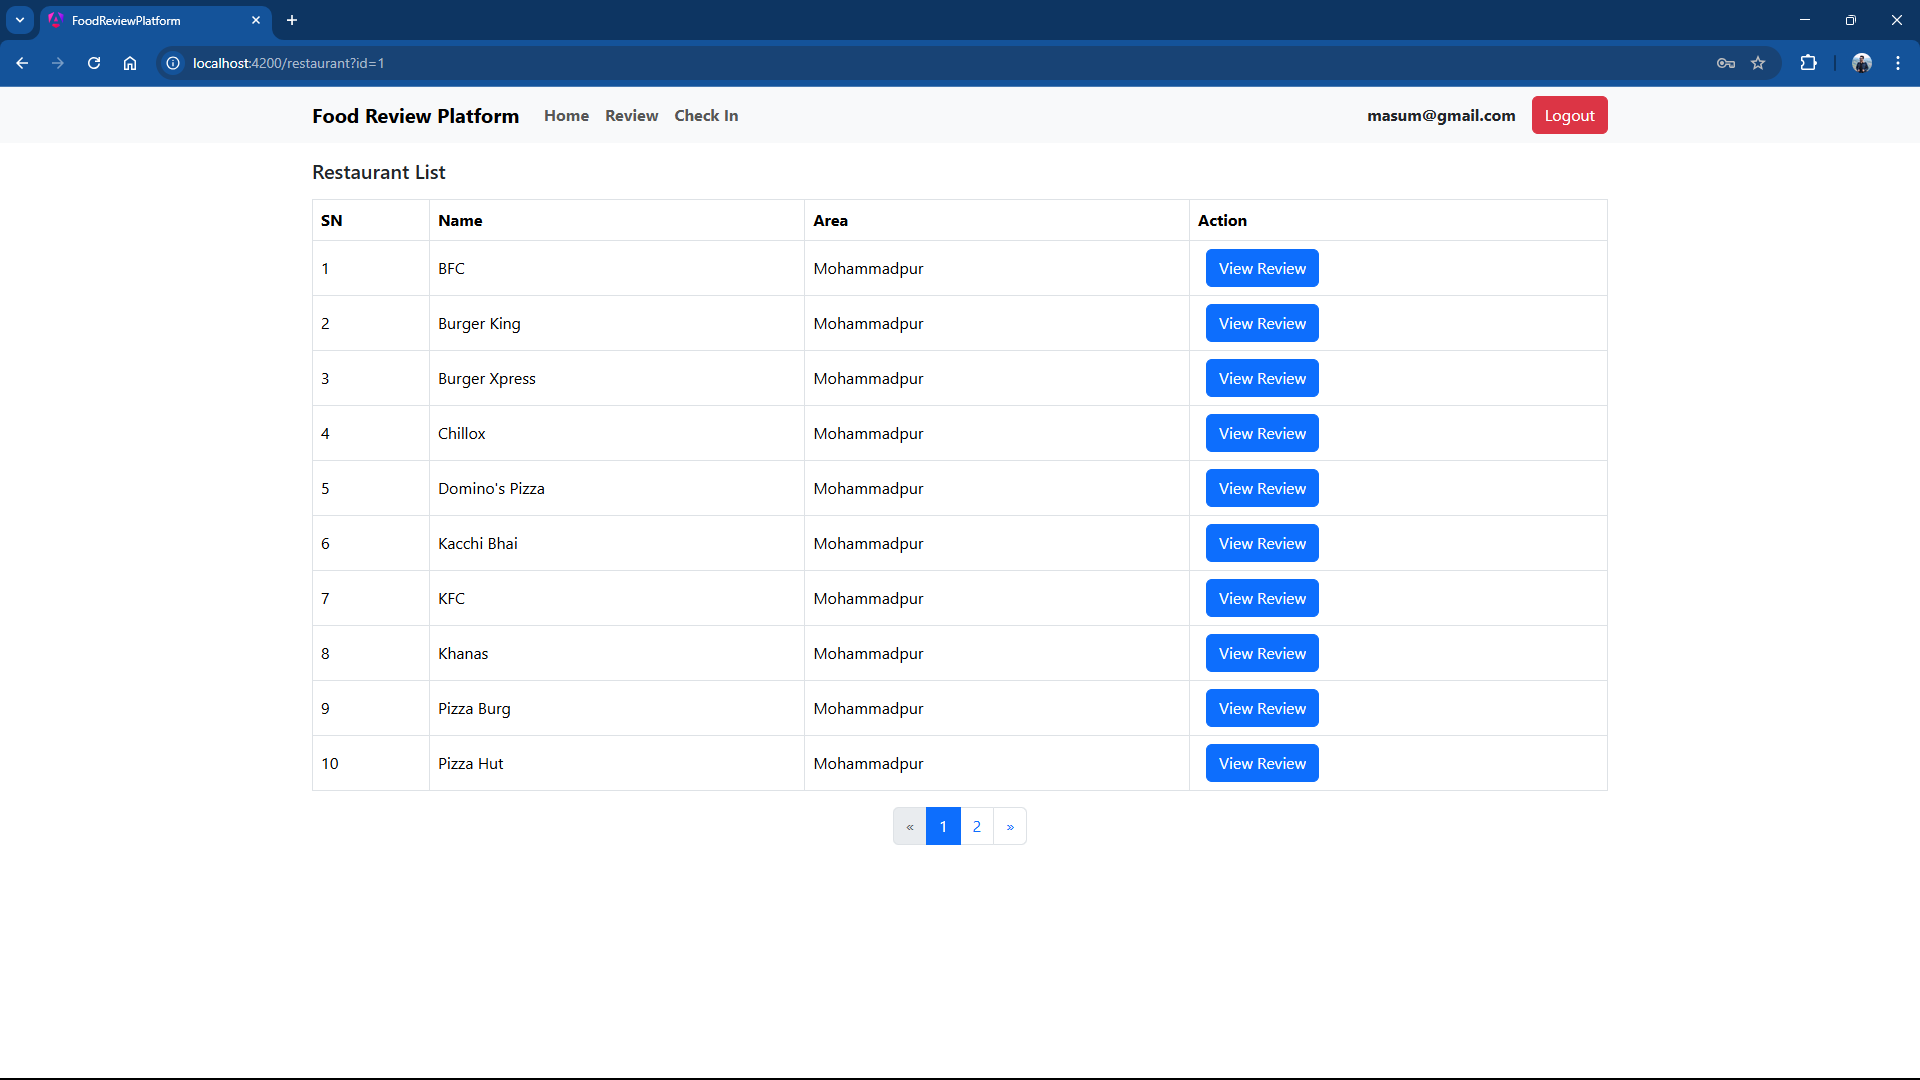 FoodReviewPlatform
localhost:4200/restaurant?id=1
Food Review Platform Home Review Check In masum@gmail.com Logout
Restaurant List
SN Name Area Action
1 BFC Mohammadpur View Review
2 Burger King Mohammadpur View Review
3 Burger Xpress Mohammadpur View Review
4 Chillox Mohammadpur View Review
5 Domino's Pizza Mohammadpur View Review
6 Kacchi Bhai Mohammadpur View Review
7 KFC Mohammadpur View Review
8 Khanas Mohammadpur View Review
9 Pizza Burg Mohammadpur View Review
10 Pizza Hut Mohammadpur View Review
« 1 2 »